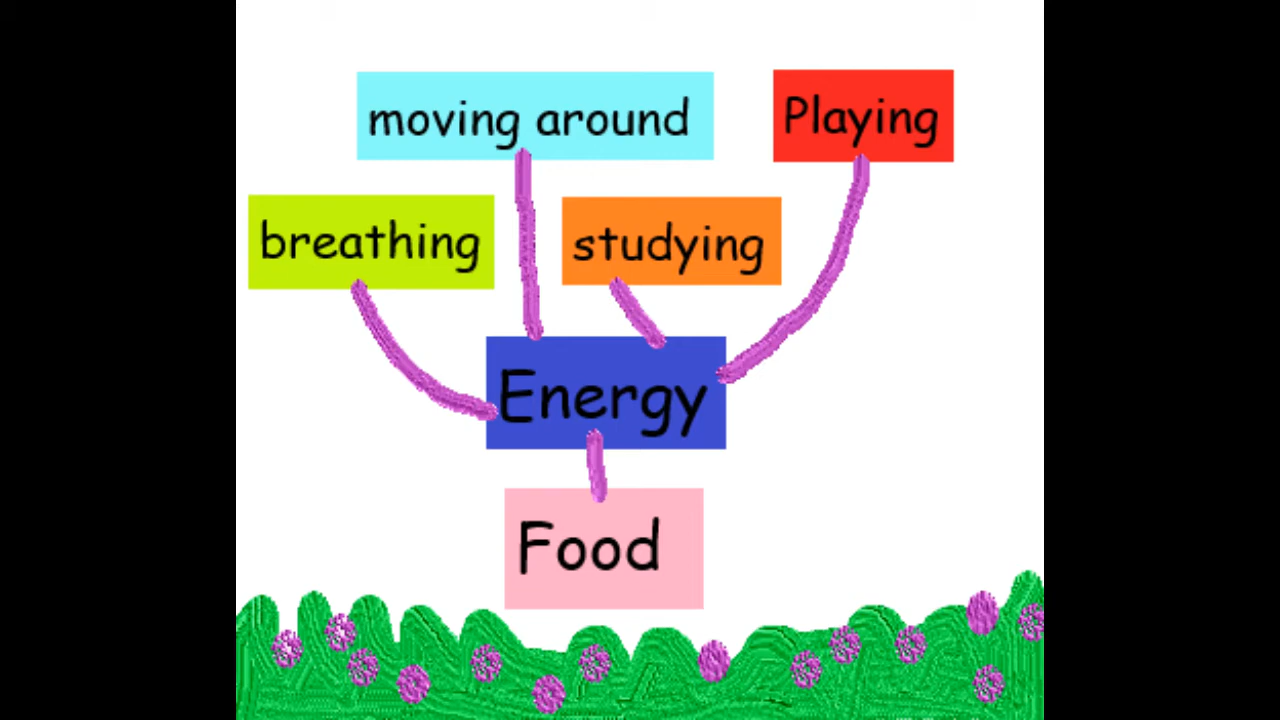 moving around
Playing
breathing
studying
Energy
Food